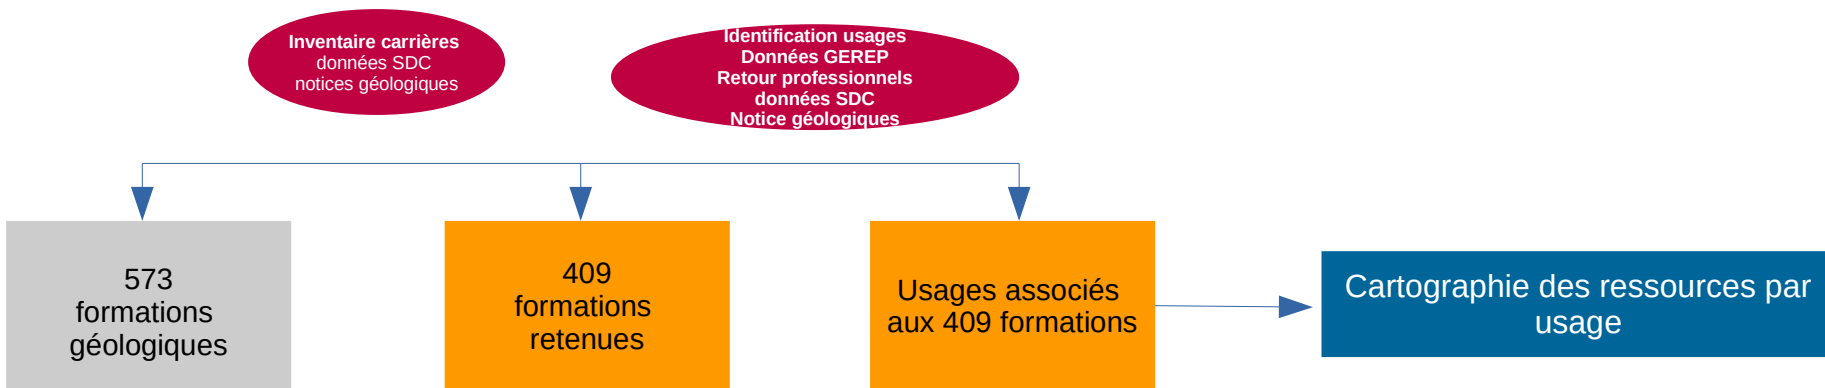 Inventaire carrières
données SDC
notices géologiques
Identification usages
Données GEREP
Retour professionnels
données SDC
Notice géologiques
573
formations
géologiques
409
formations
retenues
Usages associés
aux 409 formations
Cartographie des ressources par
usage